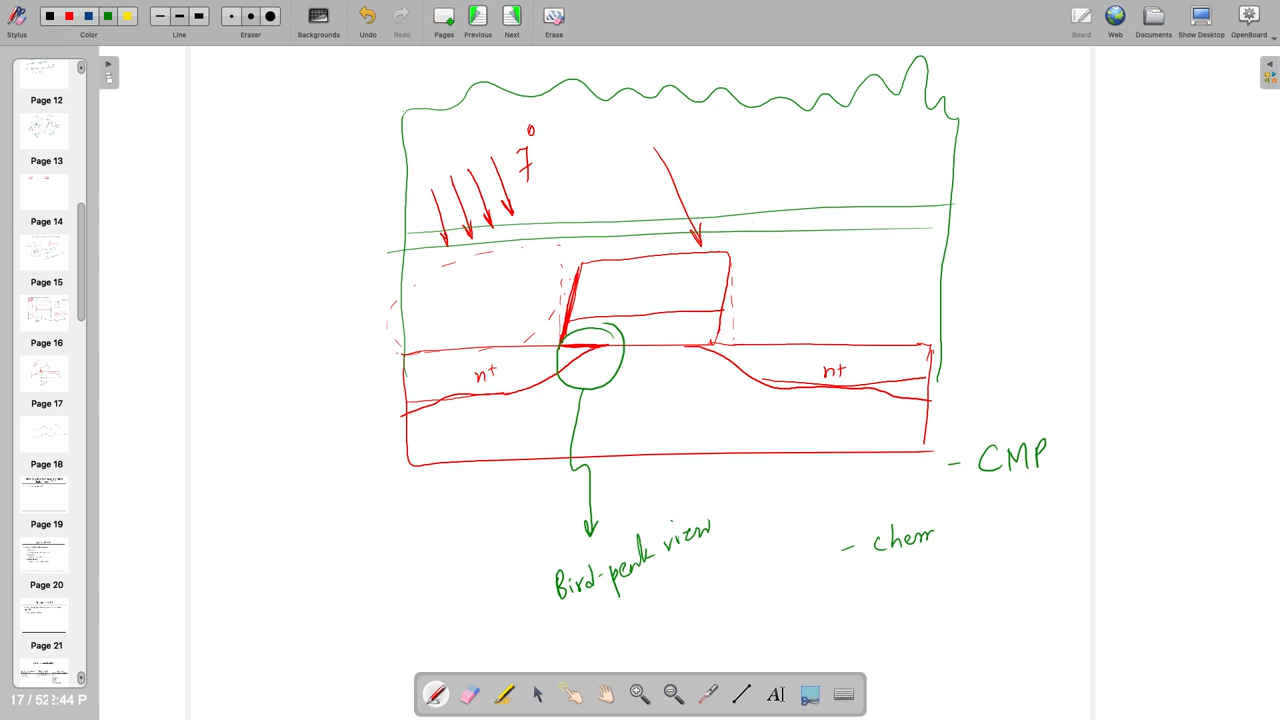 Stylus
Color
Line
Eraser
Backgrounds
Undo
Redo
Pages
Previous
Next
Erase
Board
Web
Documents
Show Desktop
OpenBoard
Page 12
Page 13
Page 14
Page 15
Page 16
Page 17
Page 18
Page 19
Page 20
Page 21
7°
n+
n+
- CMP
- chem
Bird-peak view